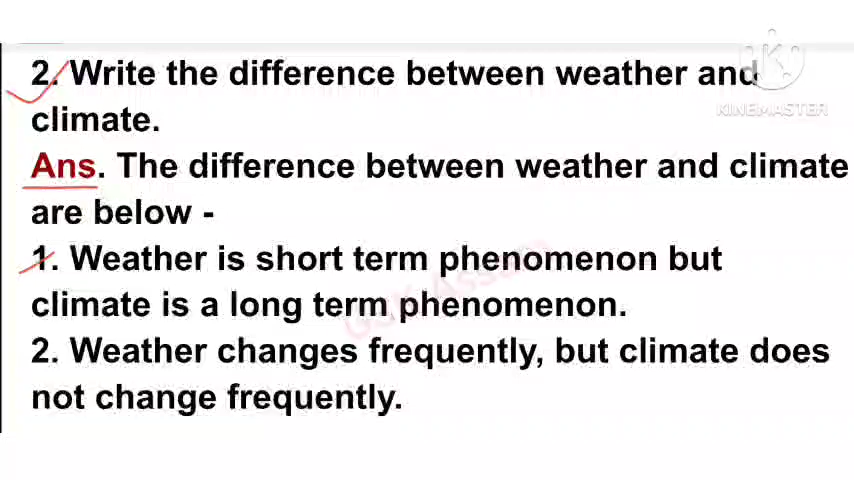 2. Write the difference between weather and
climate.
Ans. The difference between weather and climate
are below -
1. Weather is short term phenomenon but
climate is a long term phenomenon.
2. Weather changes frequently, but climate does
not change frequently.
K
KINEMASTER
GSK Assam